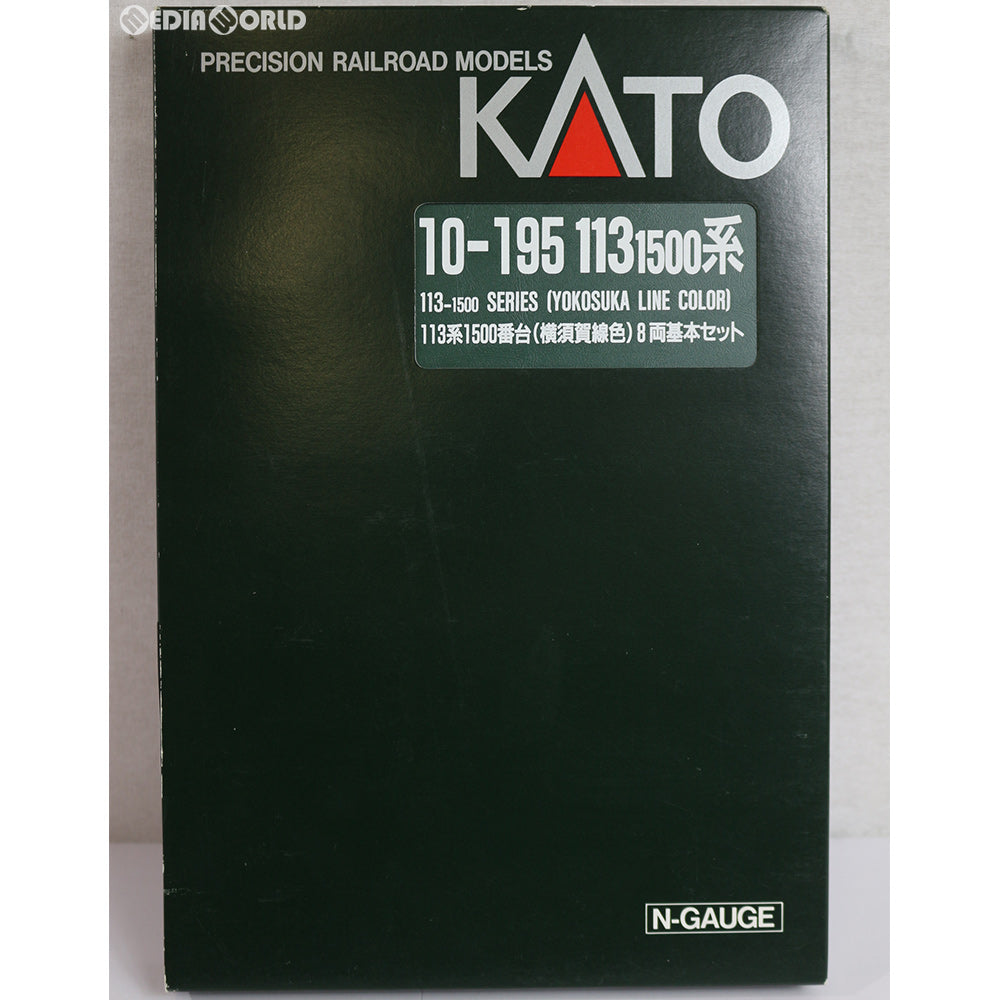 MEDIAWORLD
PRECISION RAILROAD MODELS
KATO
10-195 113 1500系
113-1500 SERIES (YOKOSUKA LINE COLOR)
113系1500番台(横須賀線色)8両基本セット
N-GAUGE